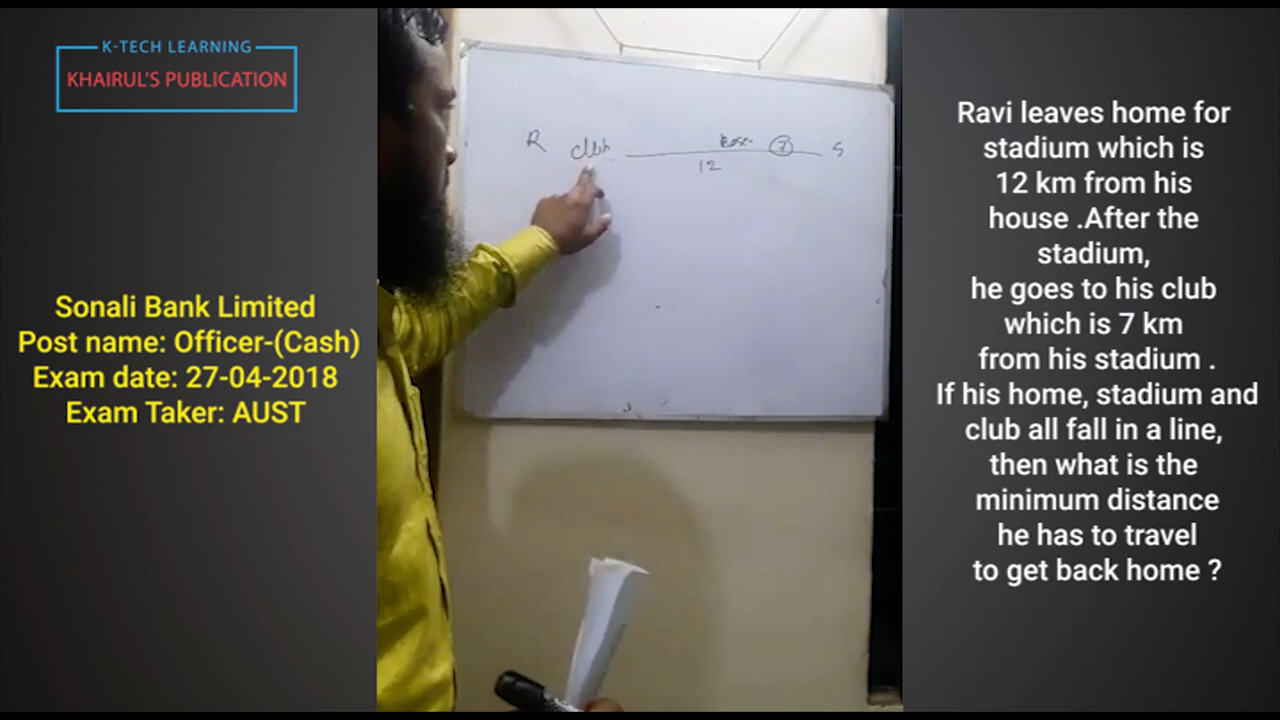 K-TECH LEARNING
KHAIRUL'S PUBLICATION
Sonali Bank Limited
Post name: Officer-(Cash)
Exam date: 27-04-2018
Exam Taker: AUST
R club 7 S
12
Ravi leaves home for
stadium which is
12 km from his
house .After the
stadium,
he goes to his club
which is 7 km
from his stadium .
If his home, stadium and
club all fall in a line,
then what is the
minimum distance
he has to travel
to get back home ?